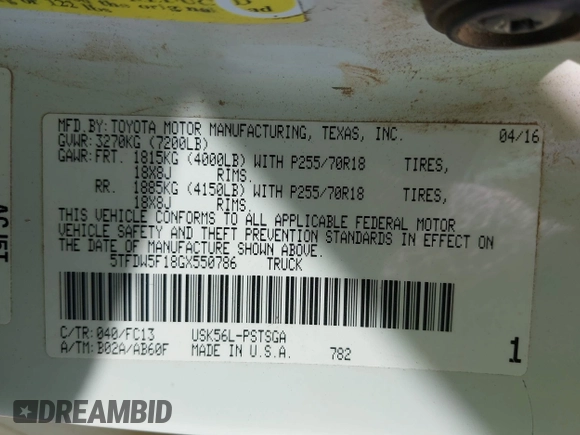 MFD.BY:TOYOTA MOTOR MANUFACTURING, TEXAS, INC. 04/16
GVWR:3270KG (7200LB)
GAWR:FRT. 1815KG (4000LB) WITH P255/70R18 TIRES,
18X8J RIMS.
RR. 1885KG (4150LB) WITH P255/70R18 TIRES,
18X8J RIMS.
THIS VEHICLE CONFORMS TO ALL APPLICABLE FEDERAL MOTOR
VEHICLE SAFETY AND THEFT PREVENTION STANDARDS IN EFFECT ON
THE DATE OF MANUFACTURE SHOWN ABOVE.
5TFDW5F18GX550786 TRUCK
C/TR:040/FC13 USK56L-PSTSGA
A/TM:B02A/AB60F MADE IN U.S.A. 782 1
DREAMBID